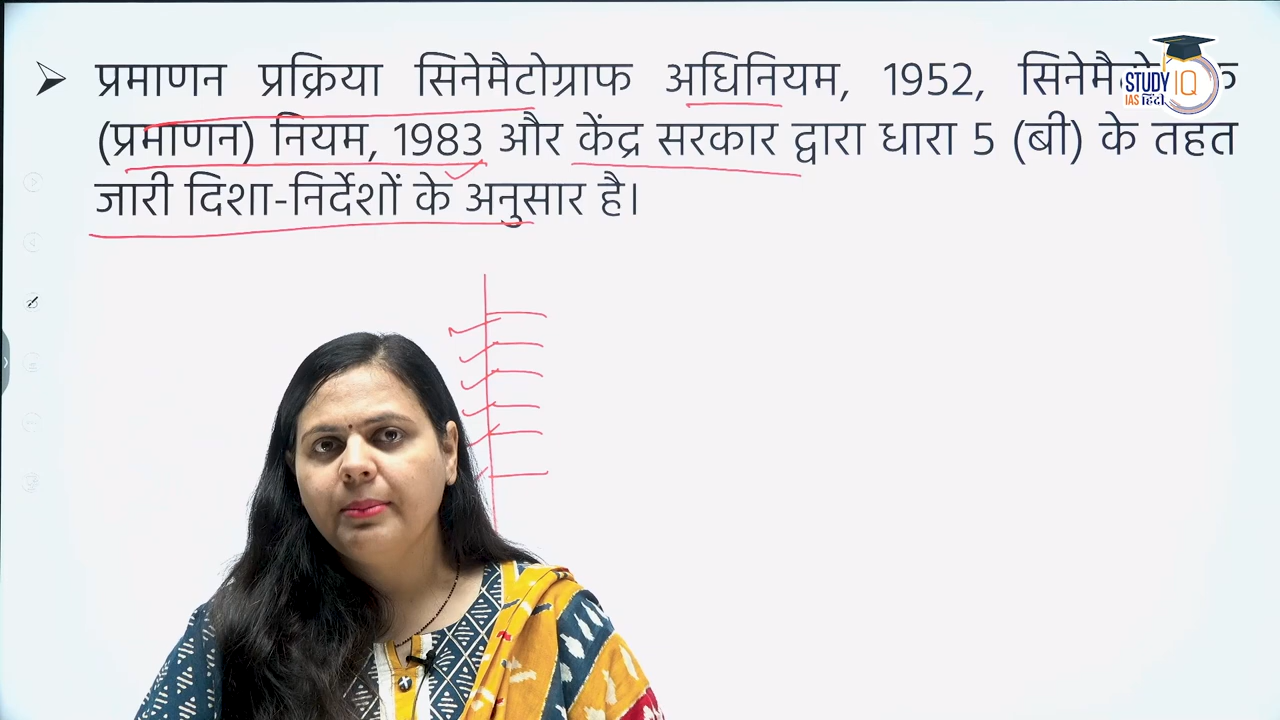 प्रमाणन प्रक्रिया सिनेमैटोग्राफ अधिनियम, 1952,
(प्रमाणन) नियम, 1983 और केंद्र सरकार द्वारा धारा 5 (बी) के तहत
जारी दिशा-निर्देशों के अनुसार है।
STUDY IQ
IAS हिंदी